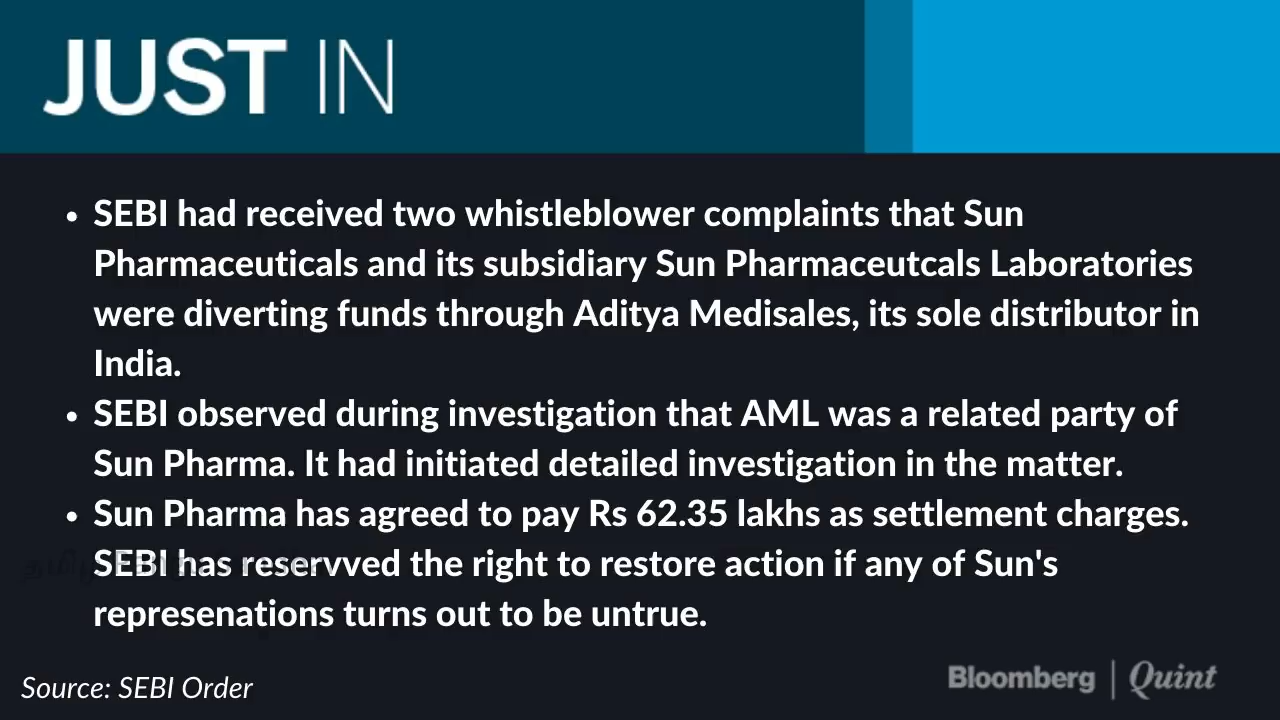 JUST IN
• SEBI had received two whistleblower complaints that Sun
Pharmaceuticals and its subsidiary Sun Pharmaceutcals Laboratories
were diverting funds through Aditya Medisales, its sole distributor in
India.
• SEBI observed during investigation that AML was a related party of
Sun Pharma. It had initiated detailed investigation in the matter.
• Sun Pharma has agreed to pay Rs 62.35 lakhs as settlement charges.
SEBI has reservved the right to restore action if any of Sun's
represenations turns out to be untrue.
Source: SEBI Order
Bloomberg | Quint